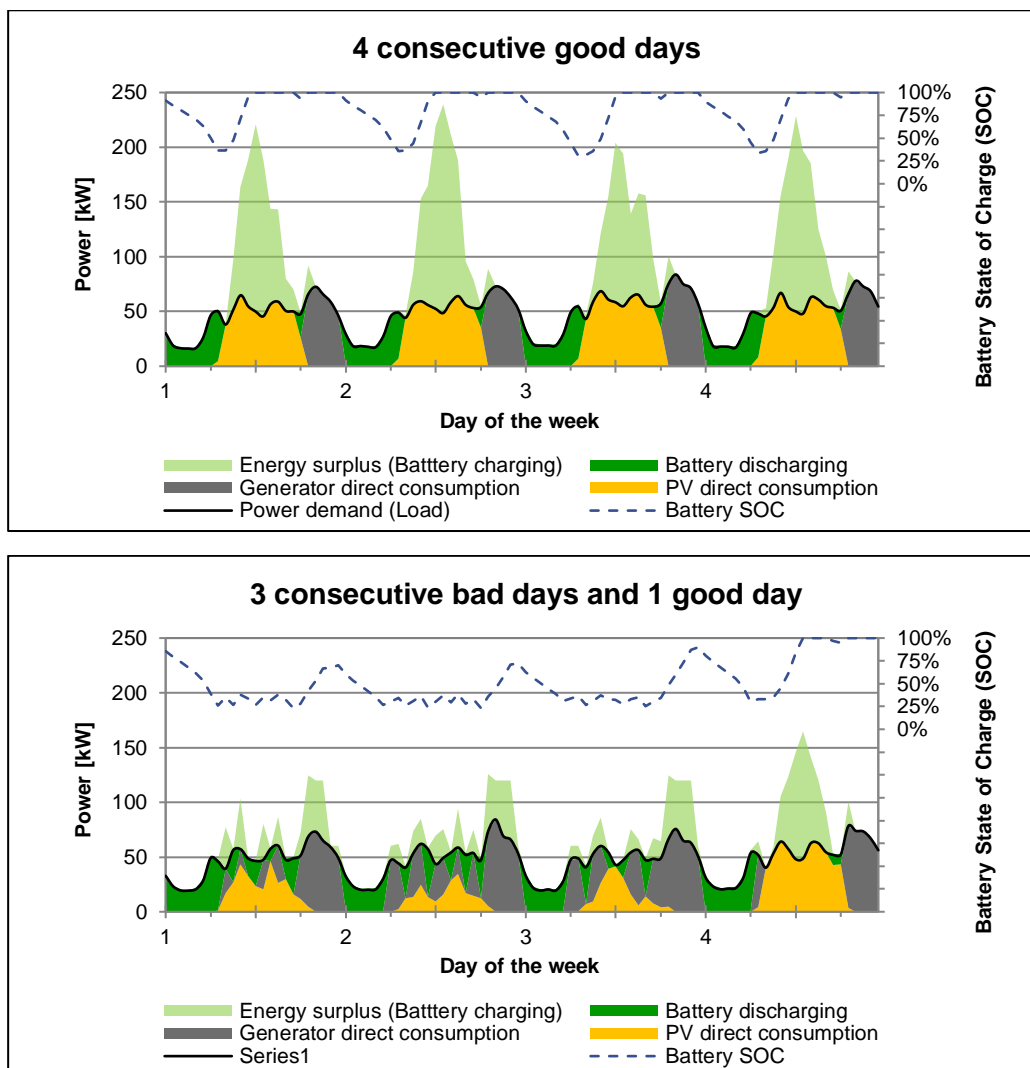 4 consecutive good days
250
200
150
100
50
0
Power [kW]
100%
75%
50%
25%
0%
Battery State of Charge (SOC)
1 2 3 4
Day of the week
Energy surplus (Batttery charging) Battery discharging
Generator direct consumption PV direct consumption
Power demand (Load) Battery SOC
3 consecutive bad days and 1 good day
250
200
150
100
50
0
Power [kW]
100%
75%
50%
25%
0%
Battery State of Charge (SOC)
1 2 3 4
Day of the week
Energy surplus (Batttery charging) Battery discharging
Generator direct consumption PV direct consumption
Series1 Battery SOC